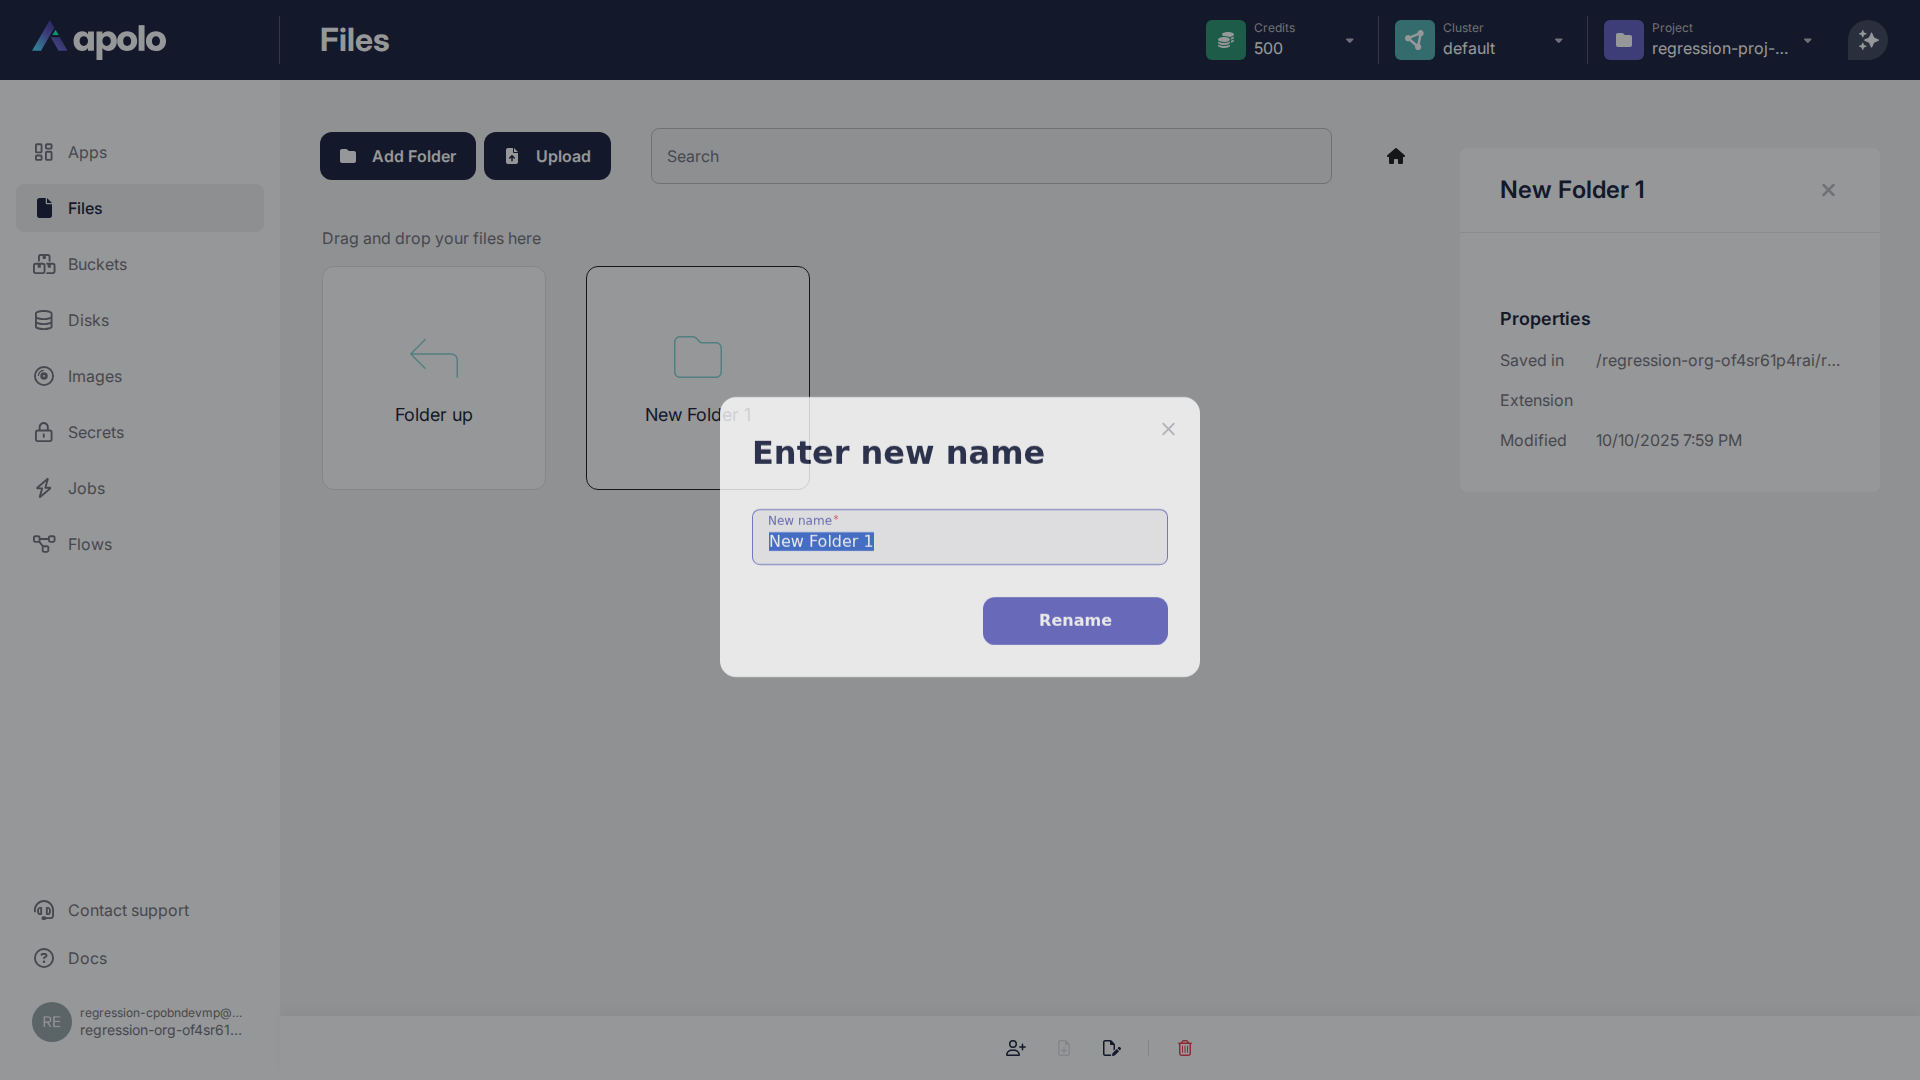 apolo
Files
Credits
500
Cluster
default
Project
regression-proj-...
Apps
Files
Buckets
Disks
Images
Secrets
Jobs
Flows
Contact support
Docs
RE
regression-cpobndevmp@...
regression-org-of4sr61...
Add Folder
Upload
Search
Drag and drop your files here
Folder up
New Folder 1
New Folder 1
Properties
Saved in /regression-org-of4sr61p4rai/r...
Extension
Modified 10/10/2025 7:59 PM
Enter new name
New name*
New Folder 1
Rename